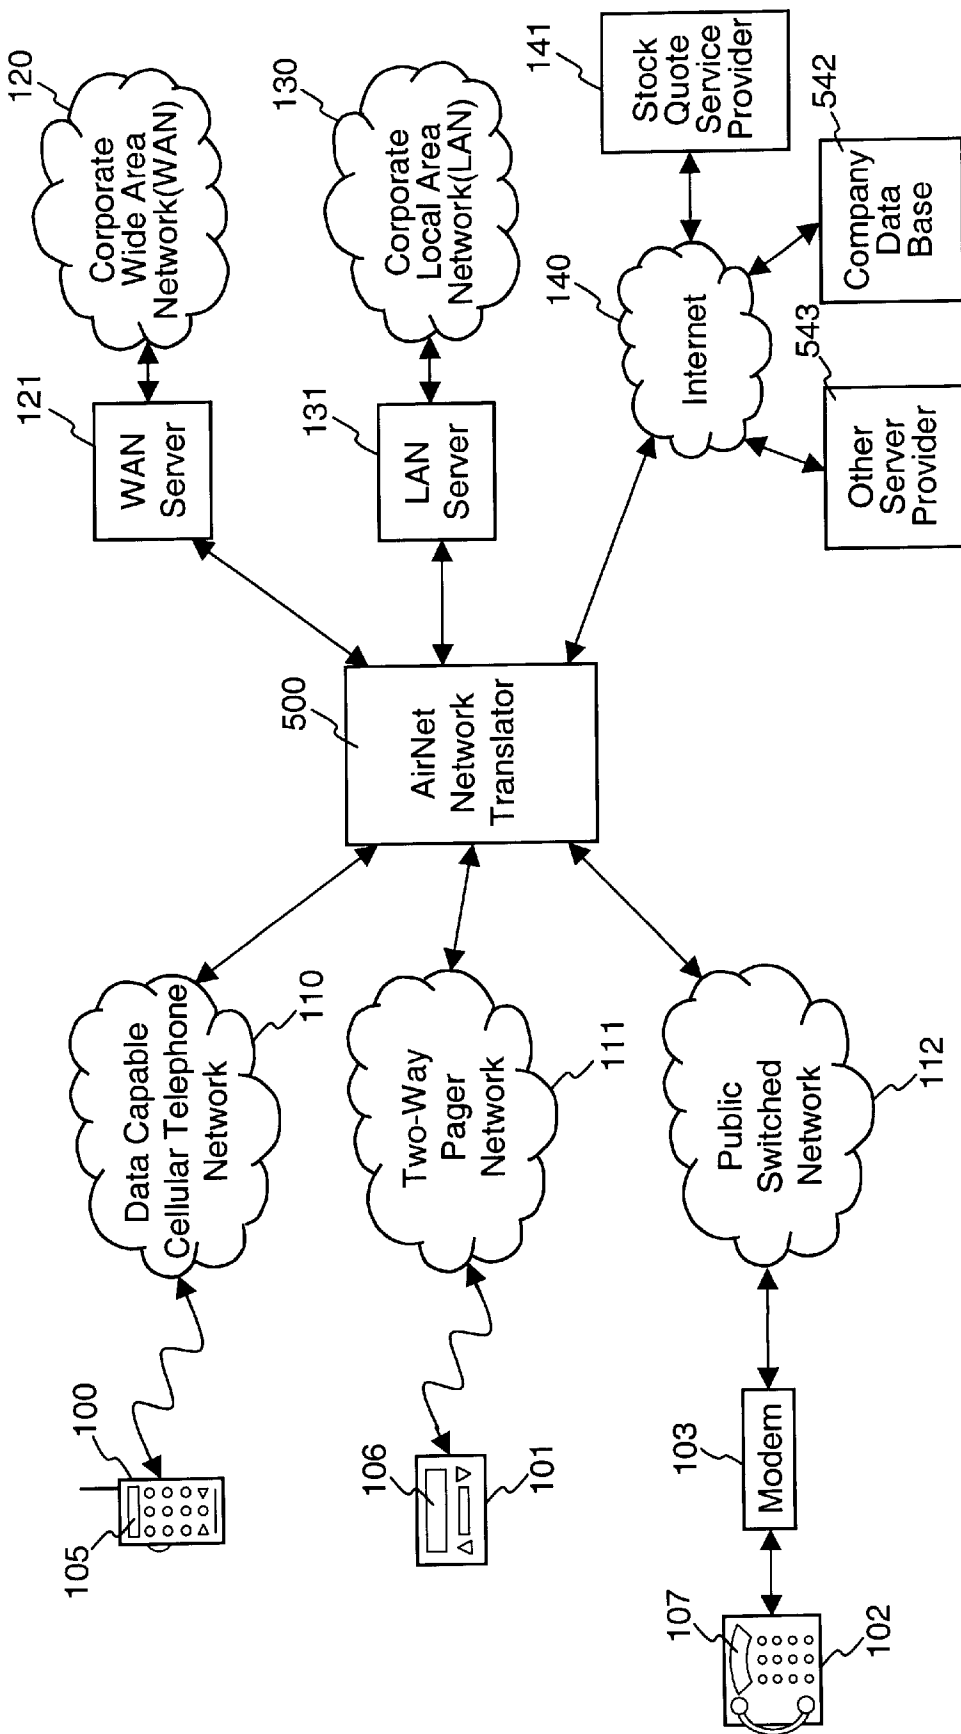 100
105
Data Capable
Cellular Telephone
Network
110
106
101
Two-Way
Pager
Network
111
107
102
103
Modem
Public
Switched
Network
112
500
AirNet
Network
Translator
121
WAN
Server
120
Corporate
Wide Area
Network(WAN)
131
LAN
Server
130
Corporate
Local Area
Network(LAN)
140
Internet
141
Stock
Quote
Service
Provider
542
Company
Data
Base
543
Other
Server
Provider